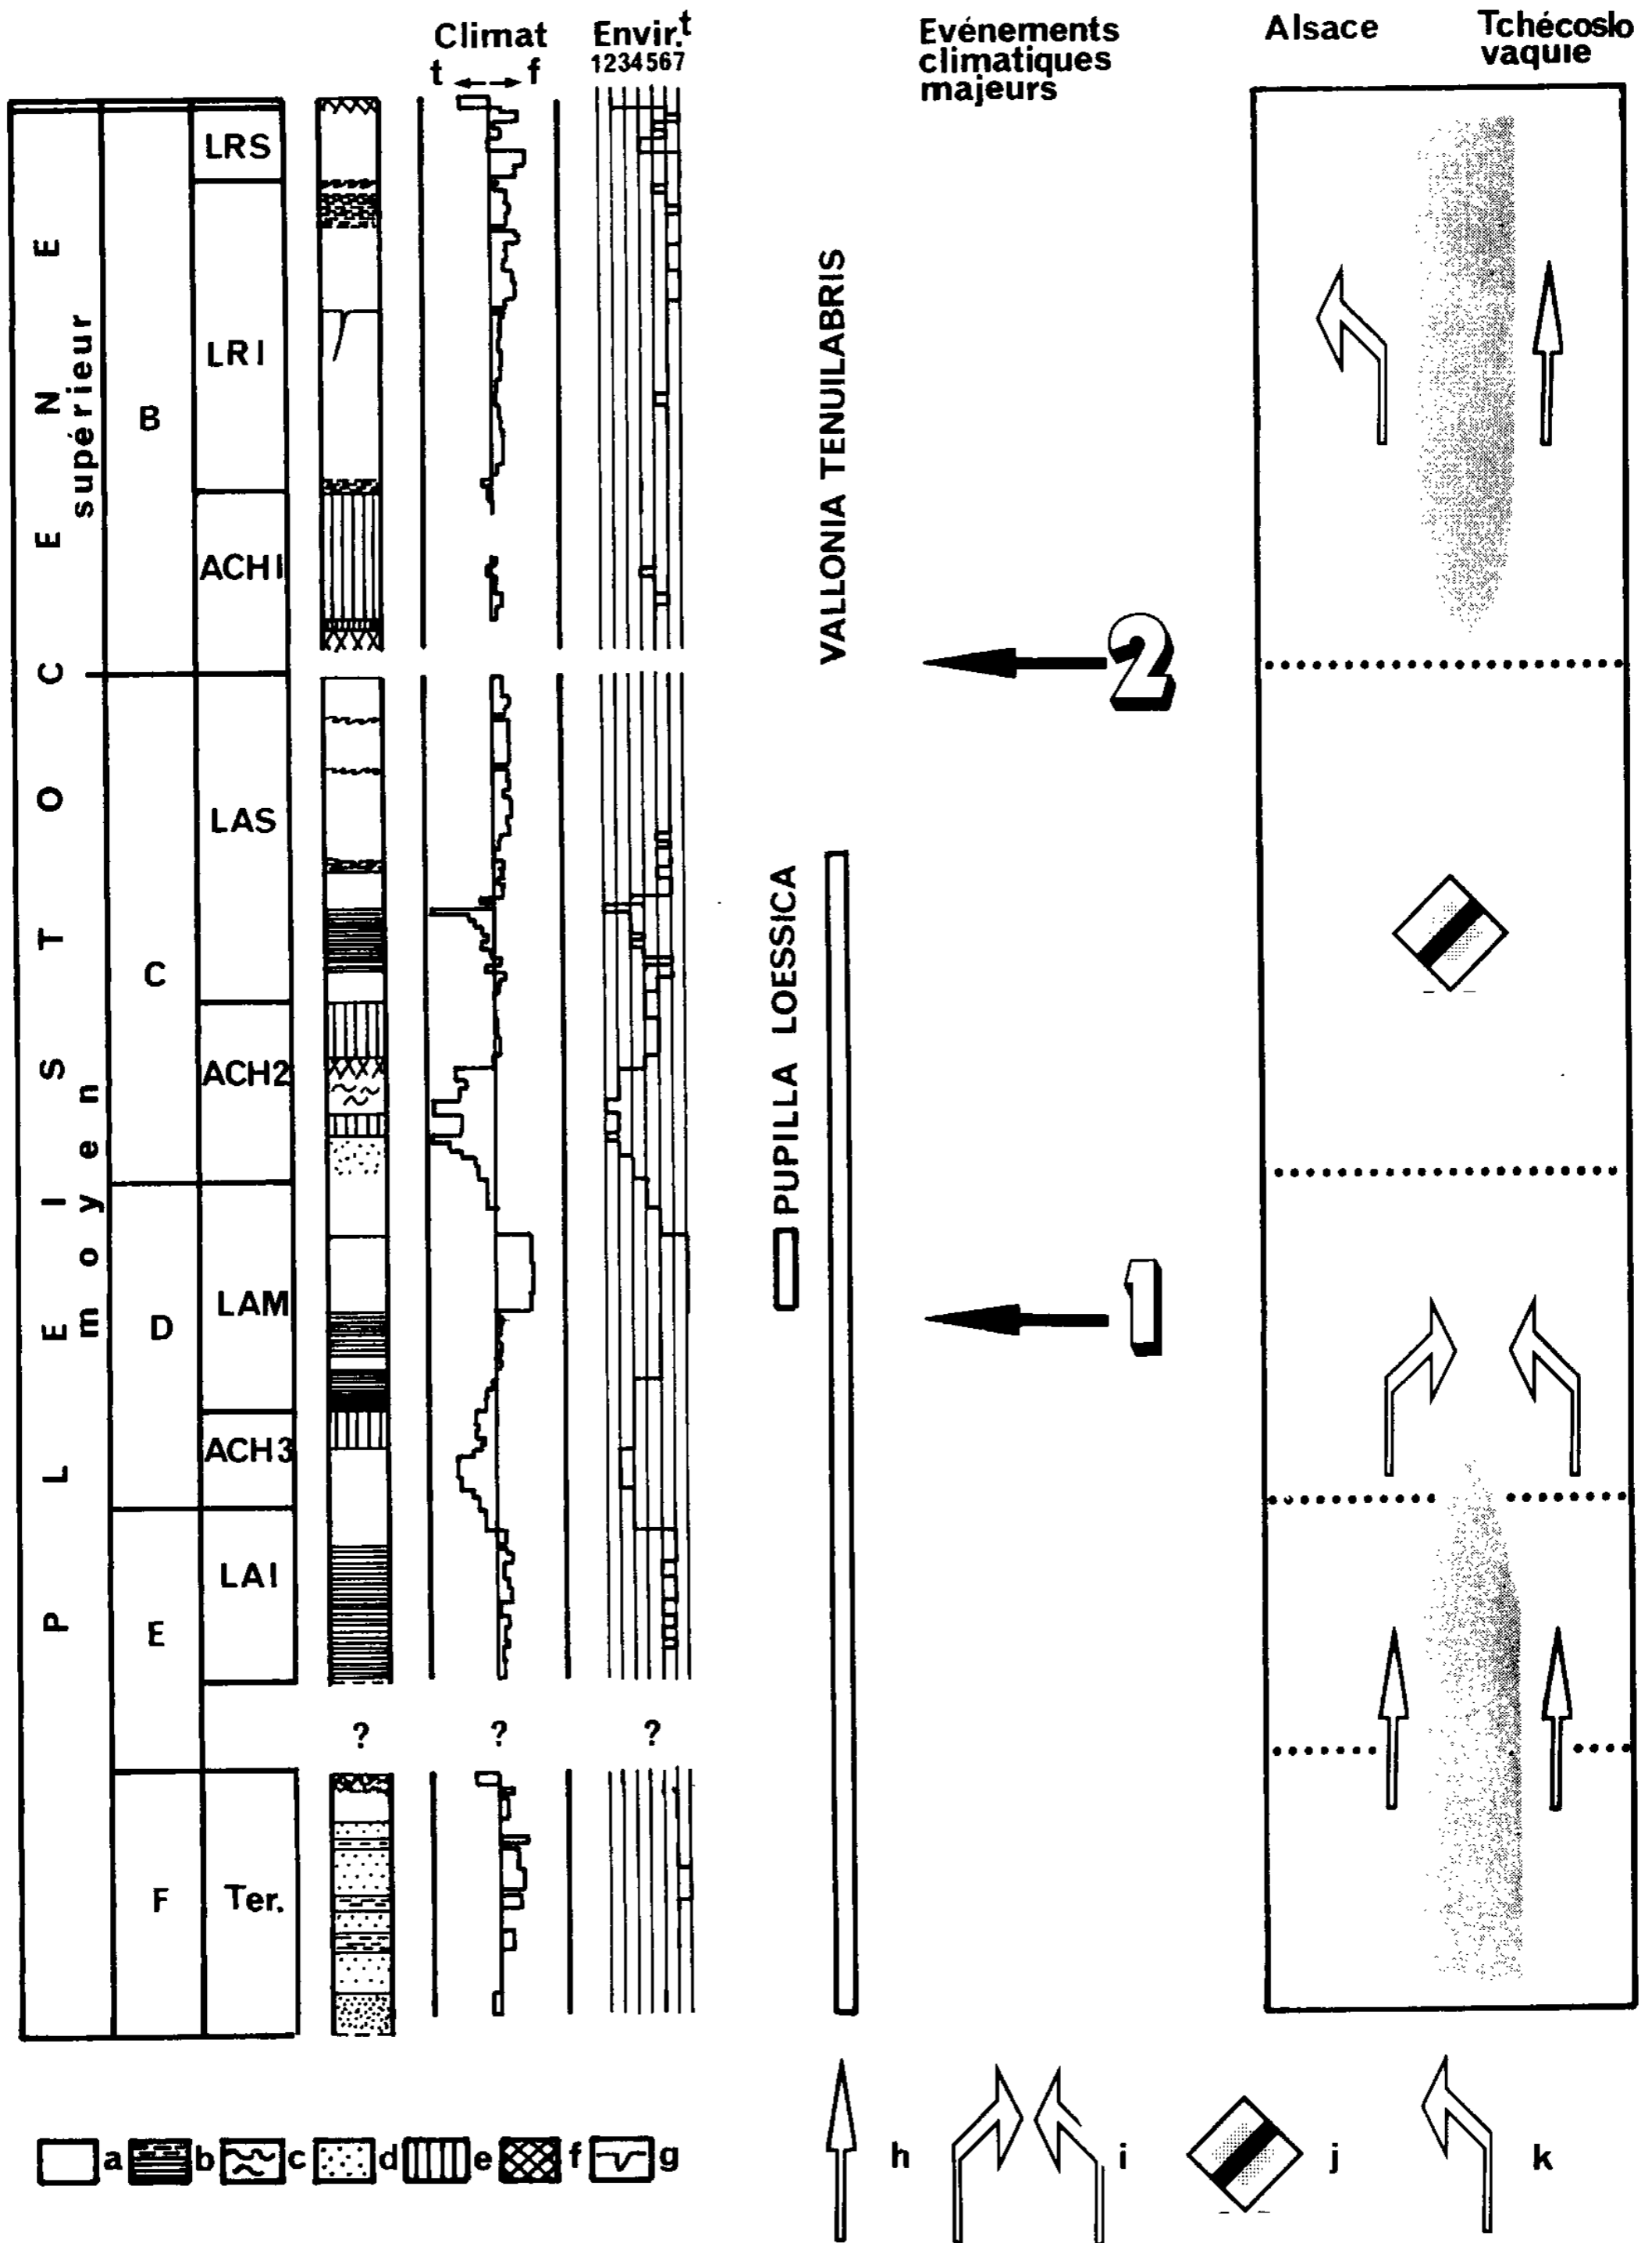 Climat
t f
Envir.t
1234567
Evénements
climatiques
majeurs
Alsace
Tchécoslo
vaquie
PLEISTOCENE
supérieur
moyen
B
C
D
E
F
LRS
LRI
ACH1
LAS
ACH2
LAM
ACH3
LAI
Ter.
? ? ?
PUPILLA LOESSICA
VALLONIA TENUILABRIS
2
1
a b c d e f g
h i j k